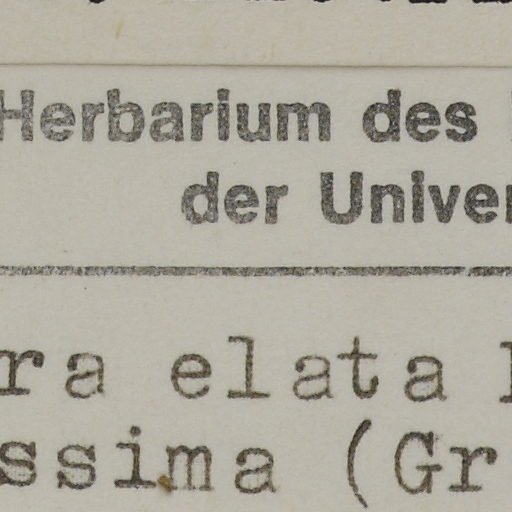 Herbarium des
der Univer
ra elata
ssima (Gr